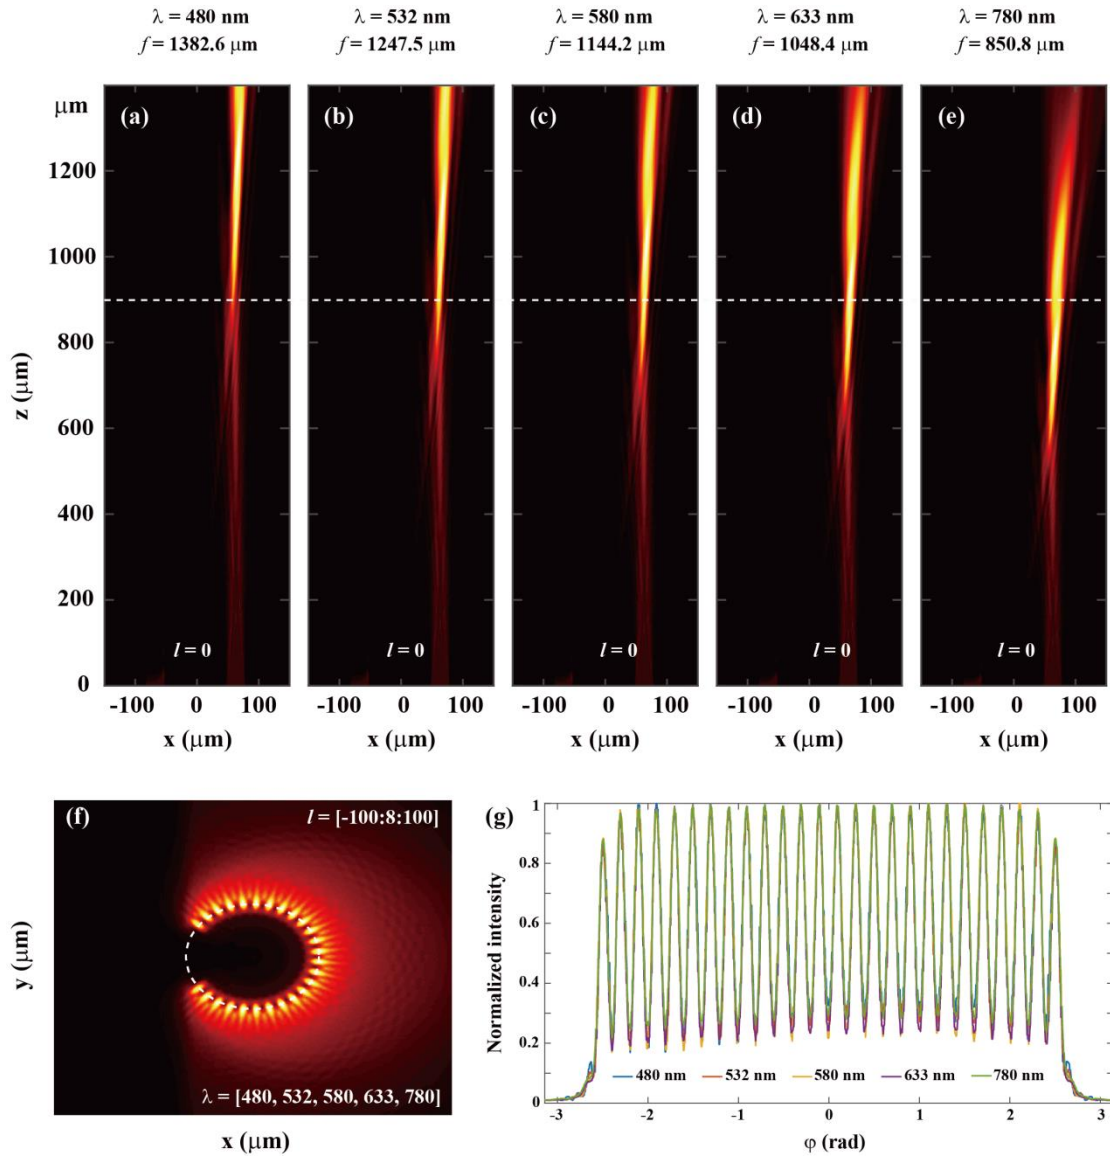 λ = 480 nm λ = 532 nm λ = 580 nm λ = 633 nm λ = 780 nm
f = 1382.6 μm f = 1247.5 μm f = 1144.2 μm f = 1048.4 μm f = 850.8 μm
μm (a) (b) (c) (d) (e)
1200
1000
800
z (μm)
600
400
200
l = 0 l = 0 l = 0 l = 0 l = 0
0
-100 0 100 -100 0 100 -100 0 100 -100 0 100 -100 0 100
x (μm) x (μm) x (μm) x (μm) x (μm)
(f) l = [-100:8:100]
y (μm)
λ = [480, 532, 580, 633, 780]
x (μm)
(g)
1
0.8
0.6
Normalized intensity
0.4
0.2
480 nm 532 nm 580 nm 633 nm 780 nm
0
-3 -2 -1 0 1 2 3
φ (rad)